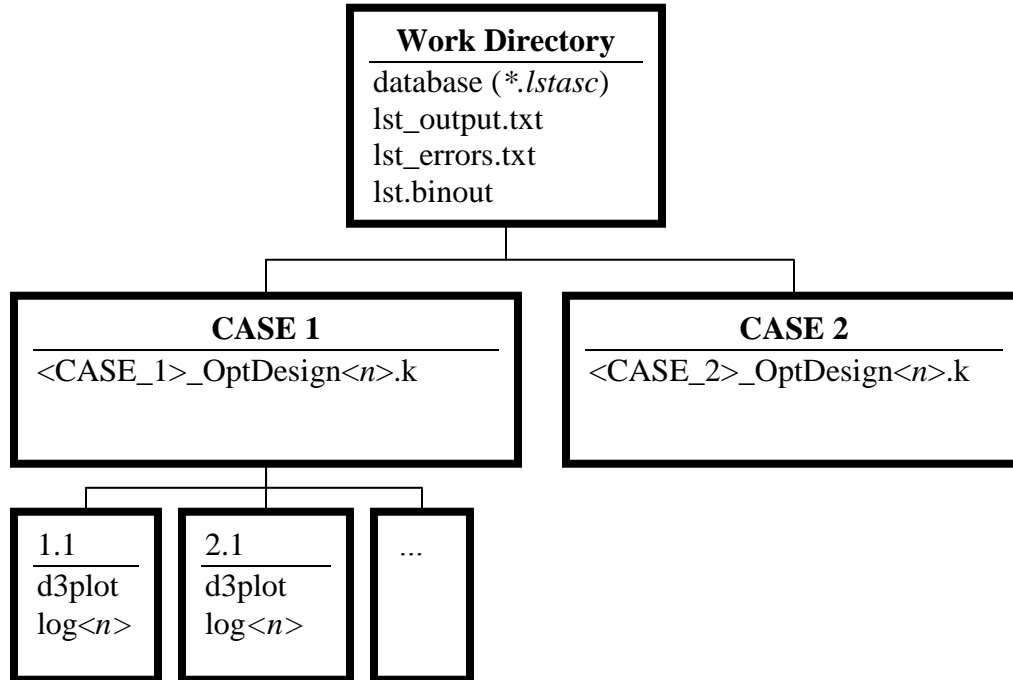 Work Directory
database (*.lstasc)
lst_output.txt
lst_errors.txt
lst.binout
CASE 1
<CASE_1>_OptDesign<n>.k
CASE 2
<CASE_2>_OptDesign<n>.k
1.1
d3plot
log<n>
2.1
d3plot
log<n>
...